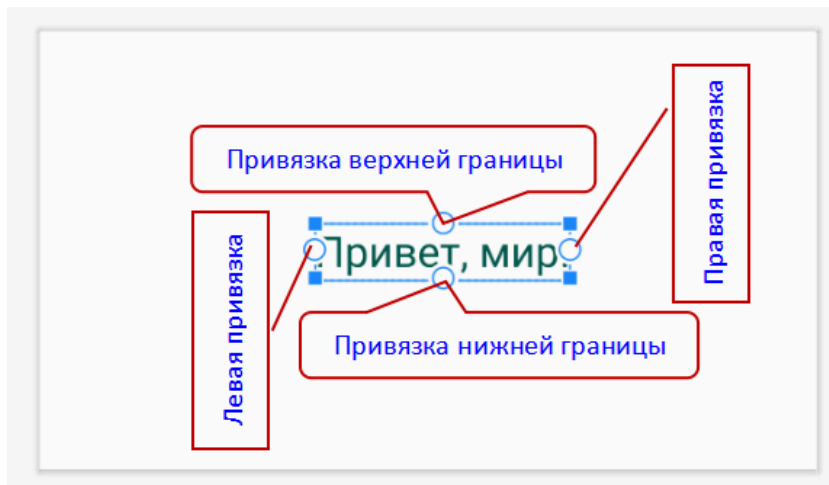 Привязка верхней границы
Правая привязка
Привет, мир!
Левая привязка
Привязка нижней границы